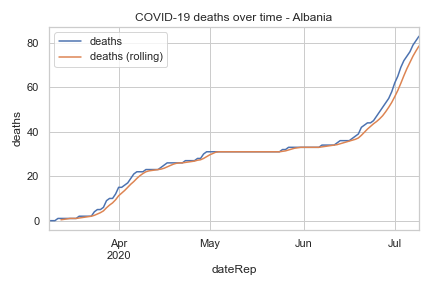 COVID-19 deaths over time - Albania
deaths
deaths (rolling)
80
60
40
20
0
deaths
Apr
2020
May
Jun
Jul
dateRep